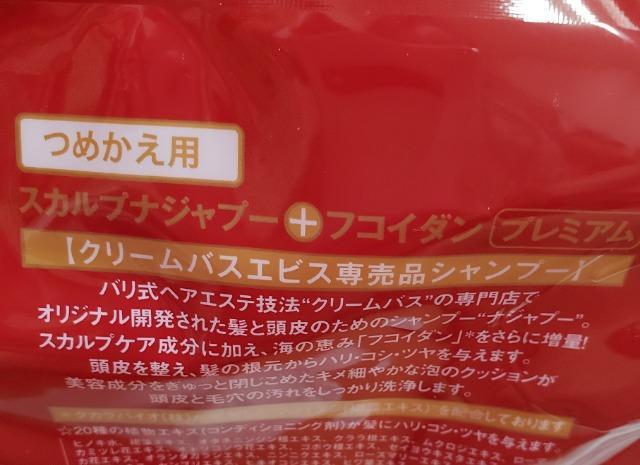 つめかえ用
スカルプナジャプー+フコイダン プレミアム
【クリームバスエビス専売品シャンプー】
バリ式ヘアエステ技法“クリームバス”の専門店で
オリジナル開発された髪と頭皮のためのシャンプー“ナジャプー”。
スカルプケア成分に加え、海の恵み「フコイダン」*をさらに増量!
頭皮を整え、髪の根元からハリ・コシ・ツヤを与えます。
美容成分をぎゅっと閉じこめたキメ細やかな泡のクッションが
頭皮と毛穴の汚れをしっかり洗浄します。
を配合しております
☆20種の植物エキス(コンディショニング剤)が髪にハリ・コシ・ツヤを与えます。